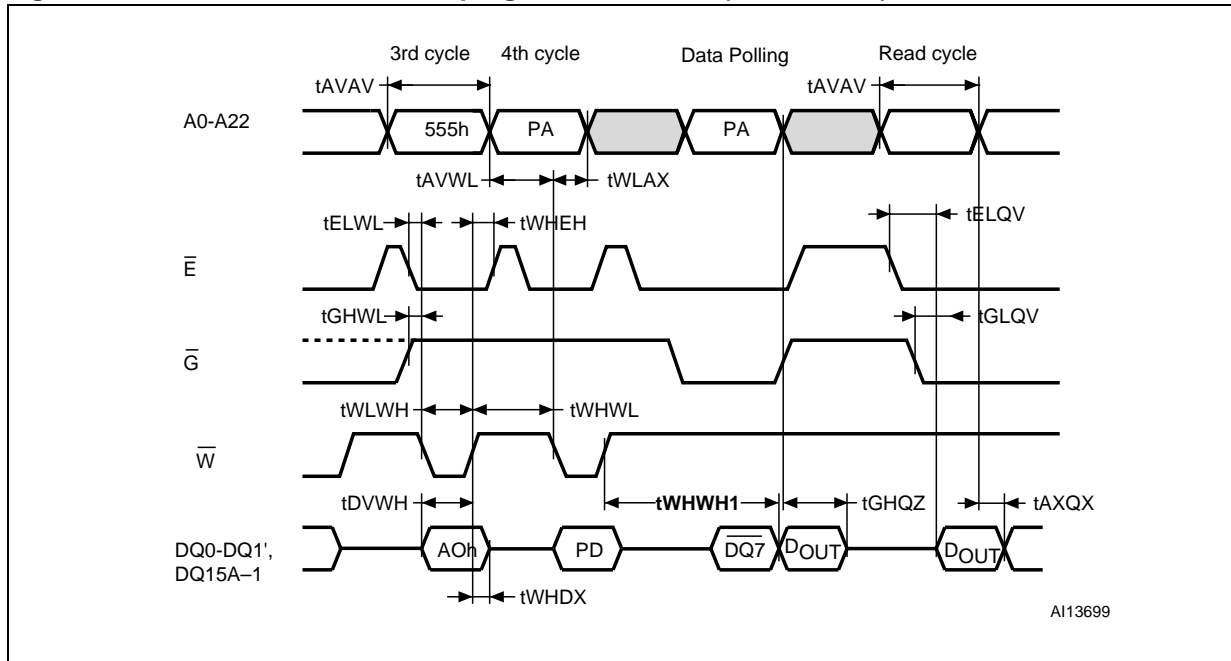 3rd cycle 4th cycle Data Polling Read cycle
tAVAV tAVAV
A0-A22 555h PA PA
tAVWL tWLAX
tELWL tWHEH tELQV
E
tGHWL tGLQV
G
tWLWH tWHWL
W
tDVWH tWHWH1 tGHQZ tAXQX
DQ0-DQ1', AOh PD DQ7 DOUT DOUT
DQ15A–1
tWHDX
AI13699